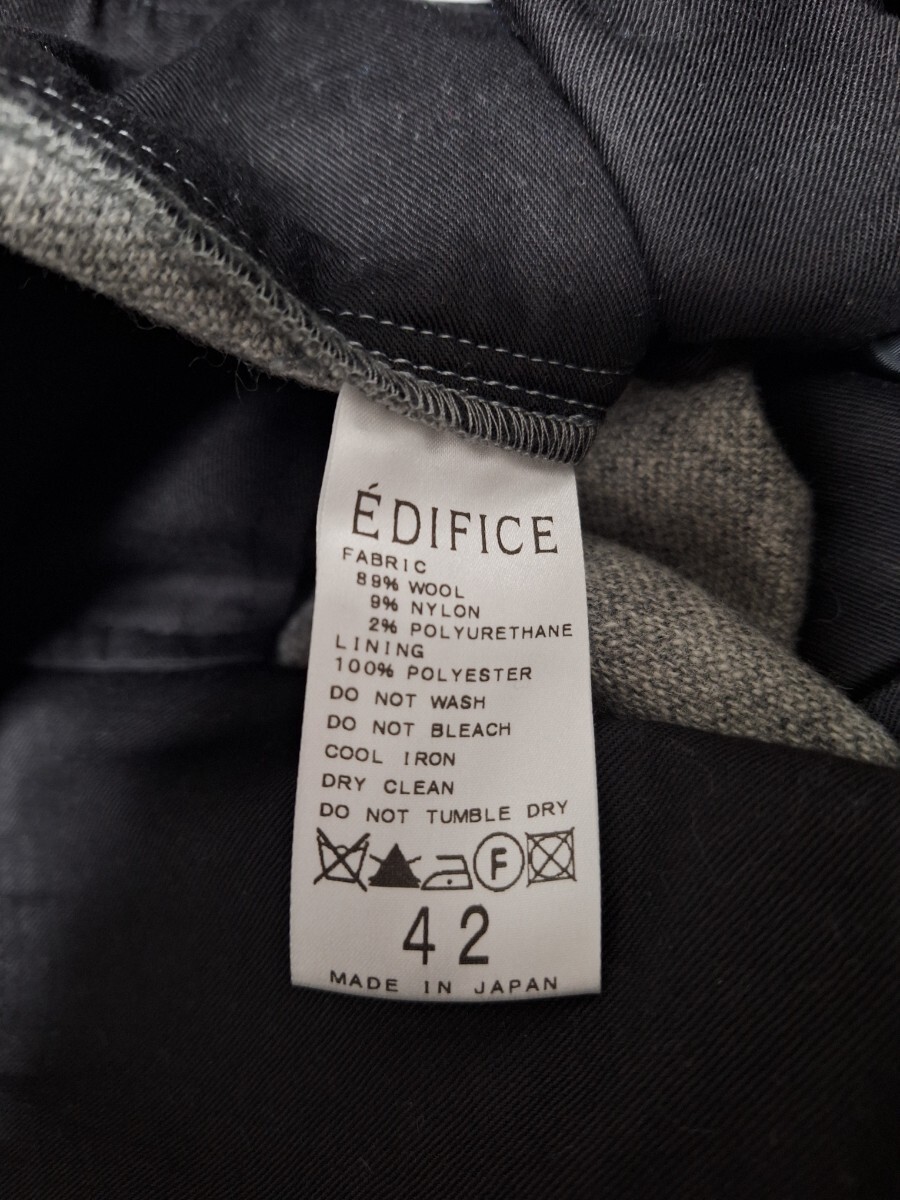 ÉDIFICE
FABRIC
89% WOOL
9% NYLON
2% POLYURETHANE
LINING
100% POLYESTER
DO NOT WASH
DO NOT BLEACH
COOL IRON
DRY CLEAN
DO NOT TUMBLE DRY
F
42
MADE IN JAPAN